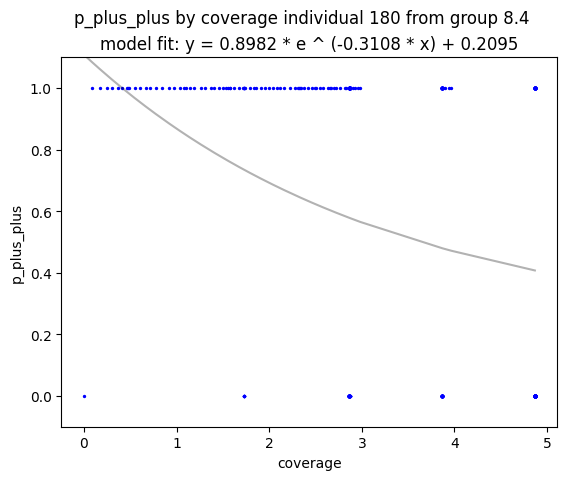 p_plus_plus by coverage individual 180 from group 8.4
model fit: y = 0.8982 * e ^ (-0.3108 * x) + 0.2095
1.0
0.8
0.6
0.4
0.2
0.0
p_plus_plus
0 1 2 3 4 5
coverage